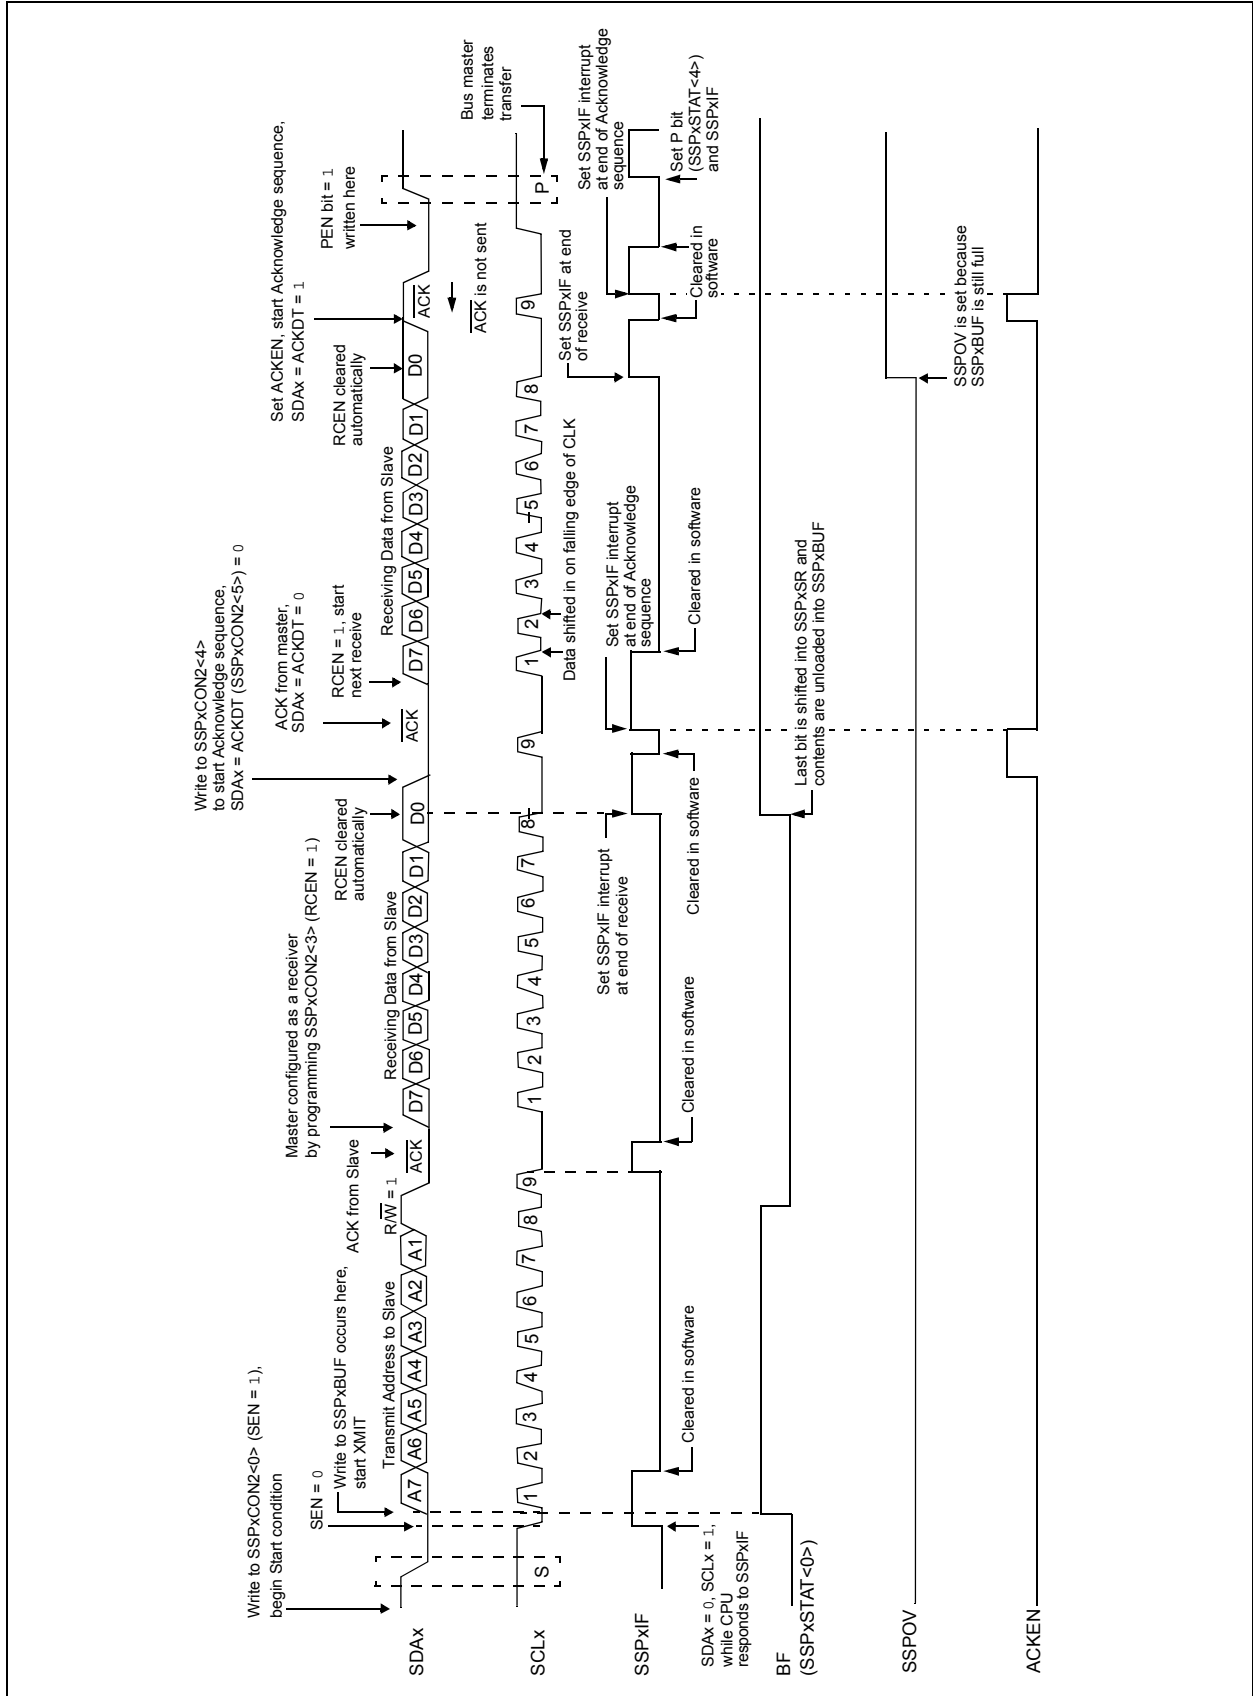 Write to SSPxCON2<0> (SEN = 1),
begin Start condition
SEN = 0
Write to SSPxBUF occurs here,
start XMIT
ACK from Slave
Master configured as a receiver
by programming SSPxCON2<3> (RCEN = 1)
RCEN cleared
automatically
Write to SSPxCON2<4>
to start Acknowledge sequence,
SDAx = ACKDT (SSPxCON2<5>) = 0
ACK from master,
SDAx = ACKDT = 0
RCEN = 1, start
next receive
Set ACKEN, start Acknowledge sequence,
SDAx = ACKDT = 1
RCEN cleared
automatically
PEN bit = 1
written here
Transmit Address to Slave
R/W = 1
Receiving Data from Slave
Receiving Data from Slave
SDAx
A7 A6 A5 A4 A3 A2 A1
ACK
D7 D6 D5 D4 D3 D2 D1 D0
ACK
D7 D6 D5 D4 D3 D2 D1 D0
ACK
ACK is not sent
Bus master
terminates
transfer
SCLx
S
1 2 3 4 5 6 7 8 9
1 2 3 4 5 6 7 8 9
1 2 3 4 5 6 7 8 9
P
Data shifted in on falling edge of CLK
Set SSPxIF interrupt
at end of receive
Set SSPxIF interrupt
at end of Acknowledge
sequence
Set SSPxIF at end
of receive
Set SSPxIF interrupt
at end of Acknowledge
sequence
SSPxIF
SDAx = 0, SCLx = 1,
while CPU
responds to SSPxIF
Cleared in software
Cleared in software
Cleared in software
Cleared in software
Cleared in
software
Set P bit
(SSPxSTAT<4>)
and SSPxIF
BF
(SSPxSTAT<0>)
Last bit is shifted into SSPxSR and
contents are unloaded into SSPxBUF
SSPOV
SSPOV is set because
SSPxBUF is still full
ACKEN